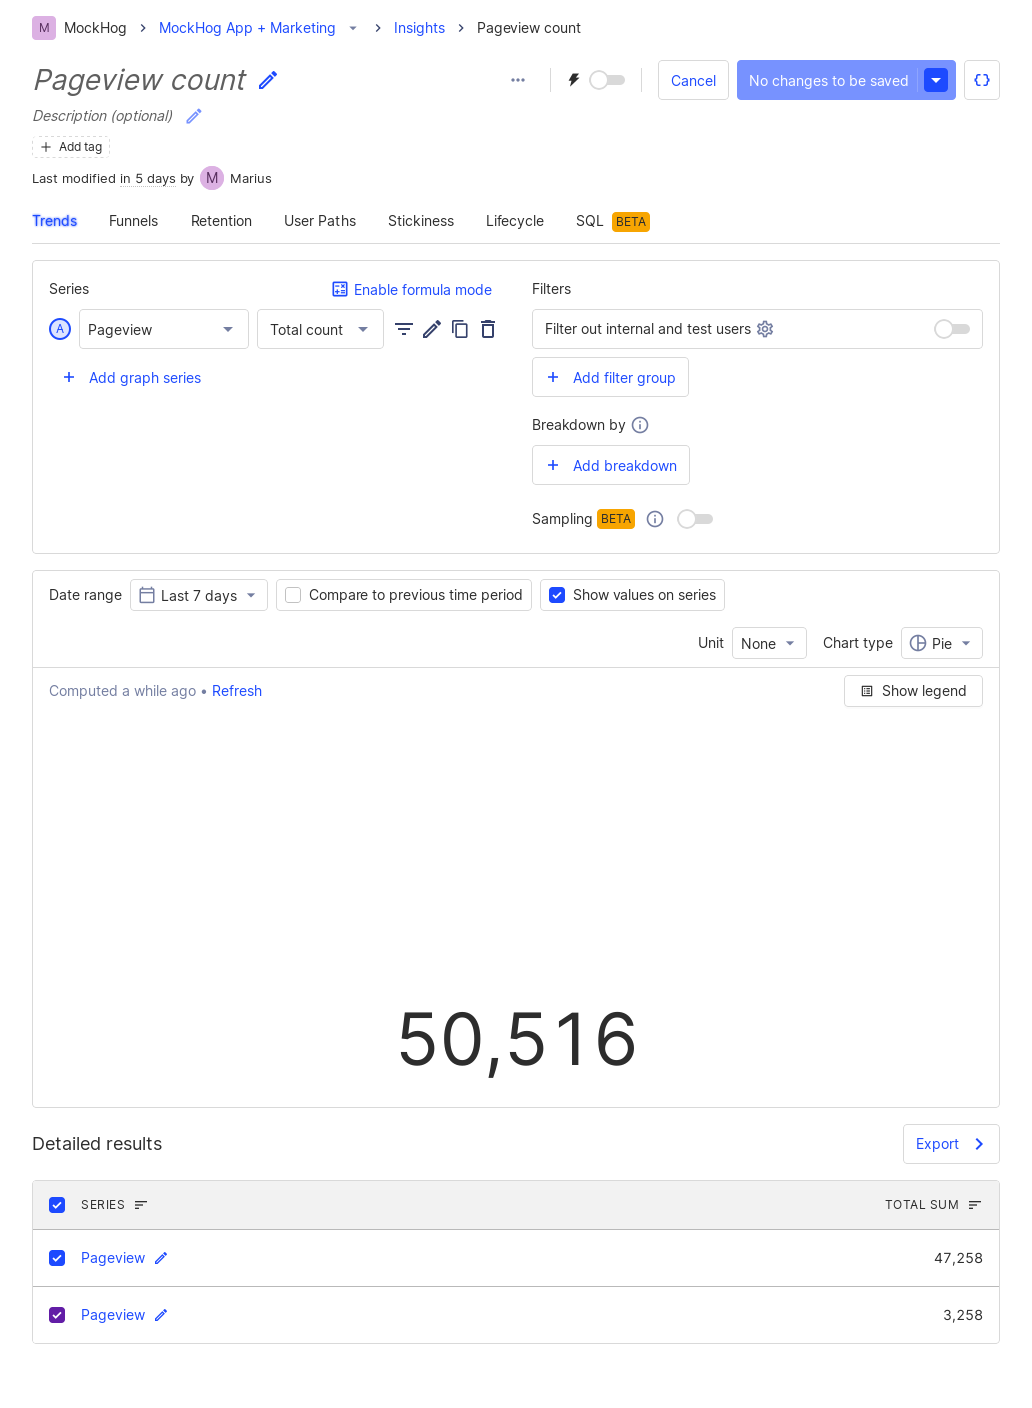 M MockHog MockHog App + Marketing Insights Pageview count
Pageview count Cancel No changes to be saved
Description (optional)
Add tag
Last modified in 5 days by M Marius
Trends Funnels Retention User Paths Stickiness Lifecycle SQL BETA
Series Enable formula mode Filters
A Pageview Total count Filter out internal and test users
Add graph series Add filter group
Breakdown by
Add breakdown
Sampling BETA
Date range Last 7 days Compare to previous time period Show values on series
Unit None Chart type Pie
Computed a while ago • Refresh Show legend
50,516
Detailed results Export
SERIES TOTAL SUM
Pageview 47,258
Pageview 3,258